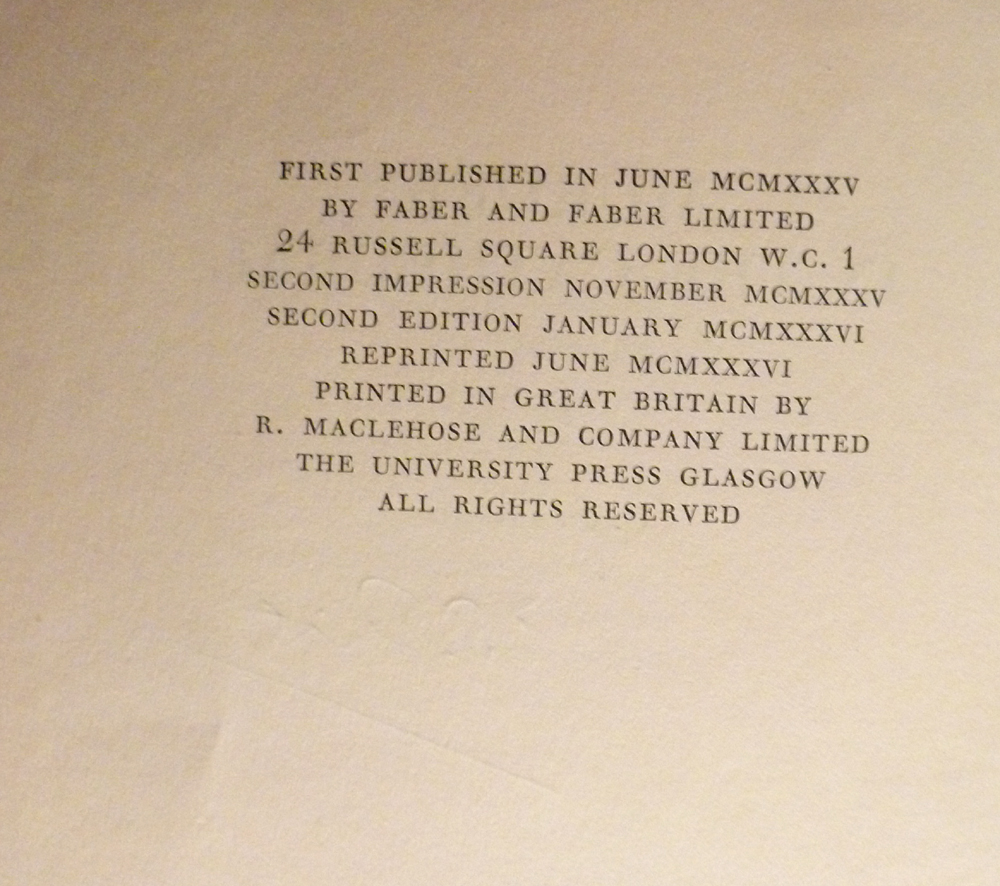 FIRST PUBLISHED IN JUNE MCMXXXV
BY FABER AND FABER LIMITED
24 RUSSELL SQUARE LONDON W.C. 1
SECOND IMPRESSION NOVEMBER MCMXXXV
SECOND EDITION JANUARY MCMXXXVI
REPRINTED JUNE MCMXXXVI
PRINTED IN GREAT BRITAIN BY
R. MACLEHOSE AND COMPANY LIMITED
THE UNIVERSITY PRESS GLASGOW
ALL RIGHTS RESERVED